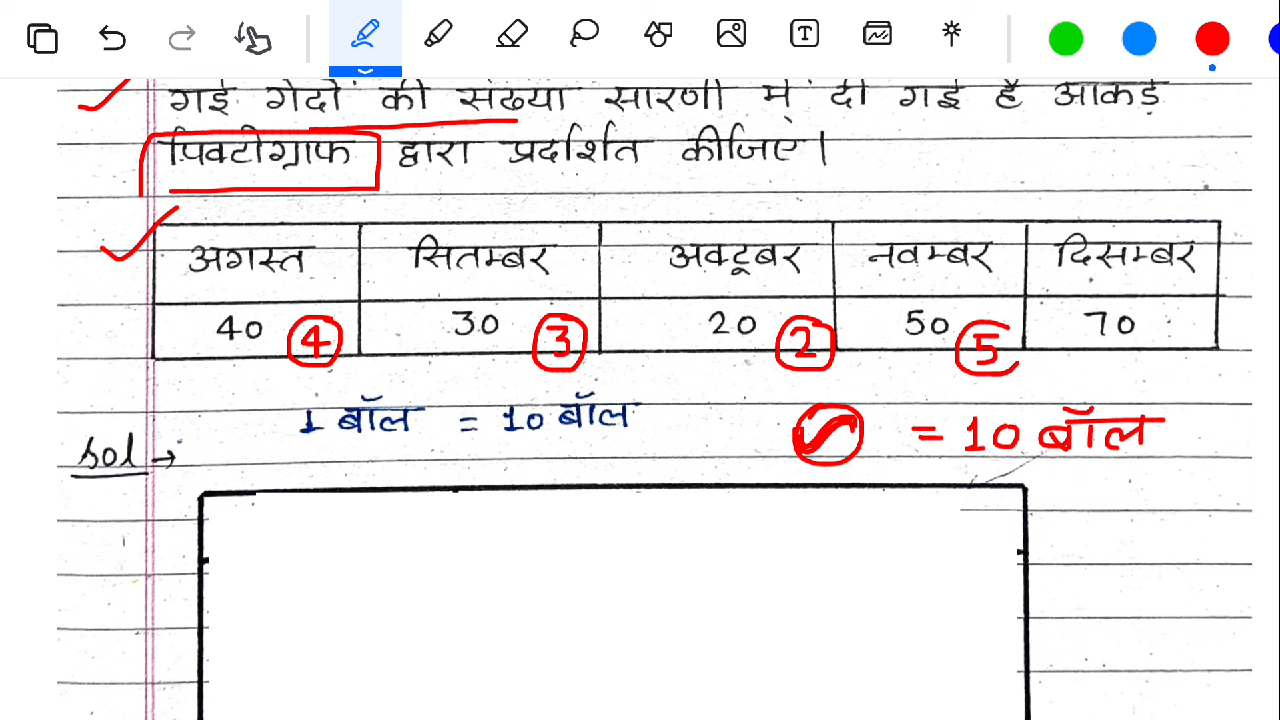 गई गेंदों की संख्या सारणी में दी गई है आंकड़े
पिक्टोग्राफ द्वारा प्रदर्शित कीजिए।
अगस्त सितम्बर अक्टूबर नवम्बर दिसम्बर
40 ④ 30 ③ 20 ② 50 ⑤ 70
1 बॉल = 10 बॉल
= 10 बॉल
sol →